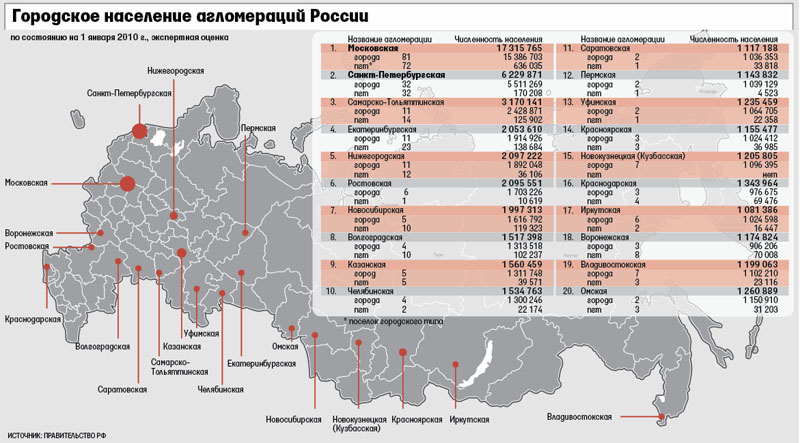 Городское население агломераций России
по состоянию на 1 января 2010 г., экспертная оценка
Название агломерации Численность населения
1. Московская 17 315 765
города 81 15 386 703
пгт* 72 636 035
2. Санкт-Петербургская 6 229 871
города 32 5 511 269
пгт 32 170 208
3. Самарско-Тольяттинская 3 170 141
города 11 2 428 871
пгт 14 125 902
4. Екатеринбургская 2 053 610
города 11 1 914 926
пгт 23 138 684
5. Нижегородская 2 097 222
города 11 1 892 048
пгт 12 36 106
6. Ростовская 2 095 551
города 6 1 703 226
пгт 1 10 619
7. Новосибирская 1 997 313
города 5 1 616 792
пгт 10 119 323
8. Волгоградская 1 517 398
города 4 1 313 518
пгт 10 102 237
9. Казанская 1 560 459
город 5 1 311 748
пгт 5 39 571
10. Челябинская 1 534 763
города 4 1 300 246
пгт 2 22 174
* поселок городского типа
Название агломерации Численность населения
11. Саратовская 1 117 188
города 2 1 036 353
пгт 1 33 818
12. Пермская 1 143 832
города 2 1 039 129
пгт 1 4 523
13. Уфимская 1 235 459
города 2 1 064 705
пгт 1 22 358
14. Красноярская 1 155 477
города 3 1 024 412
пгт 3 36 985
15. Новокузнецкая (Кузбасская) 1 205 805
города 7 1 096 395
пгт нет
16. Краснодарская 1 343 964
города 3 976 675
пгт 4 69 476
17. Иркутская 1 081 386
города 6 1 024 598
пгт 2 16 447
18. Воронежская 1 174 824
города 3 906 206
пгт 8 70 008
19. Владивостокская 1 199 063
города 7 1 102 210
пгт 3 23 116
20. Омская 1 260 889
города 2 1 150 910
пгт 3 31 203
Нижегородская
Санкт-Петербургская
Пермская
Московская
Воронежская
Ростовская
Краснодарская
Волгоградская
Саратовская
Самарско-
Тольяттинская
Казанская
Уфимская
Челябинская
Екатеринбургская
Омская
Новосибирская
Новокузнецкая
(Кузбасская)
Красноярская
Иркутская
Владивостокская
ИСТОЧНИК: ПРАВИТЕЛЬСТВО РФ